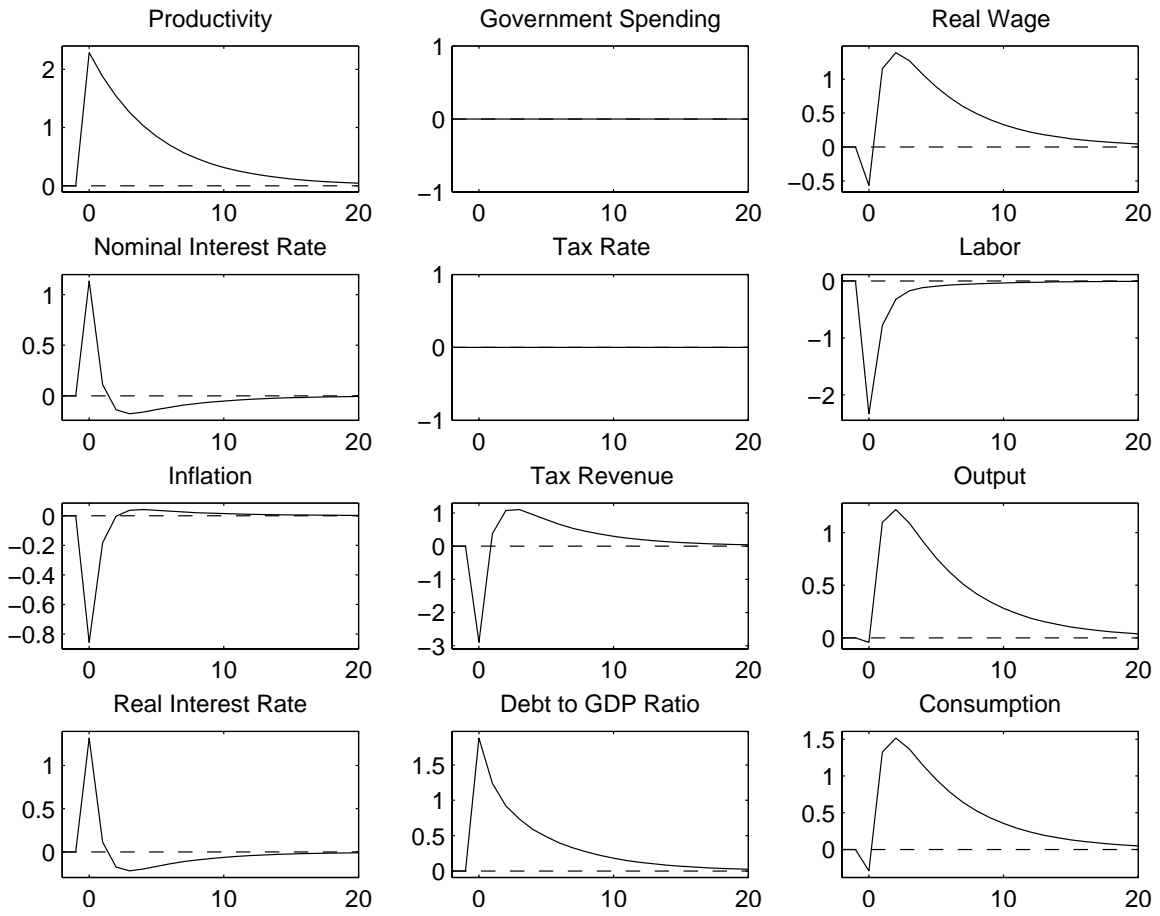 Productivity Government Spending Real Wage
2
1
0
0 10 20
1
0
−1
0 10 20
1
0.5
0
−0.5
0 10 20
Nominal Interest Rate Tax Rate Labor
1
0.5
0
0 10 20
1
0
−1
0 10 20
0
−1
−2
0 10 20
Inflation Tax Revenue Output
0
−0.2
−0.4
−0.6
−0.8
0 10 20
1
0
−1
−2
−3
0 10 20
1
0.5
0
0 10 20
Real Interest Rate Debt to GDP Ratio Consumption
1
0.5
0
0 10 20
1.5
1
0.5
0
0 10 20
1.5
1
0.5
0
0 10 20